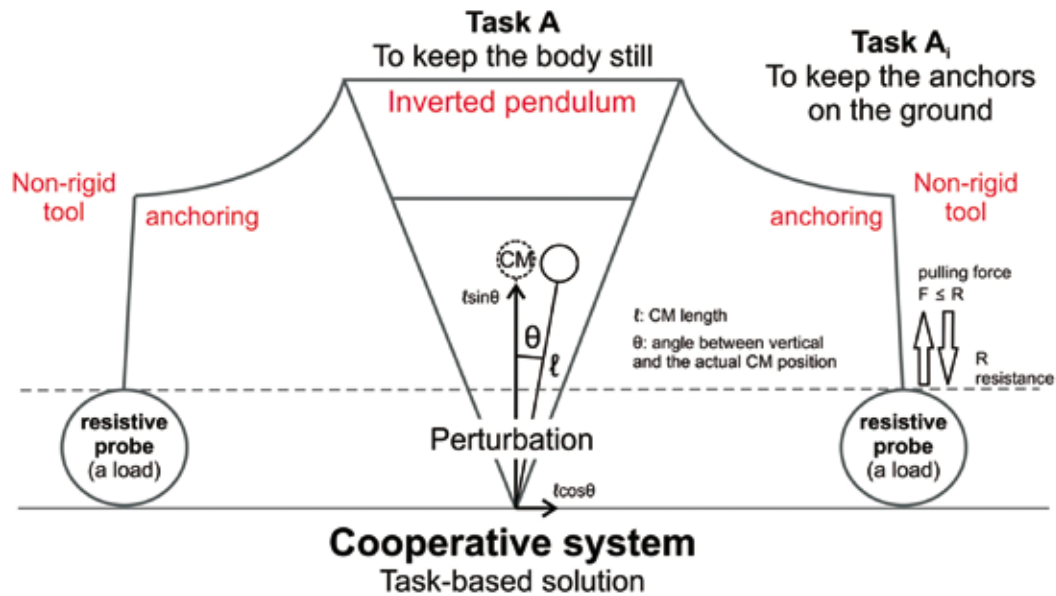 Task A
To keep the body still
Task Aᵢ
To keep the anchors
on the ground
Inverted pendulum
Non-rigid
tool
anchoring
anchoring
Non-rigid
tool
CM
ℓsinθ
θ
ℓ
ℓ: CM length
θ: angle between vertical
and the actual CM position
pulling force
F ≤ R
R
resistance
resistive
probe
(a load)
Perturbation
ℓcosθ
resistive
probe
(a load)
Cooperative system
Task-based solution